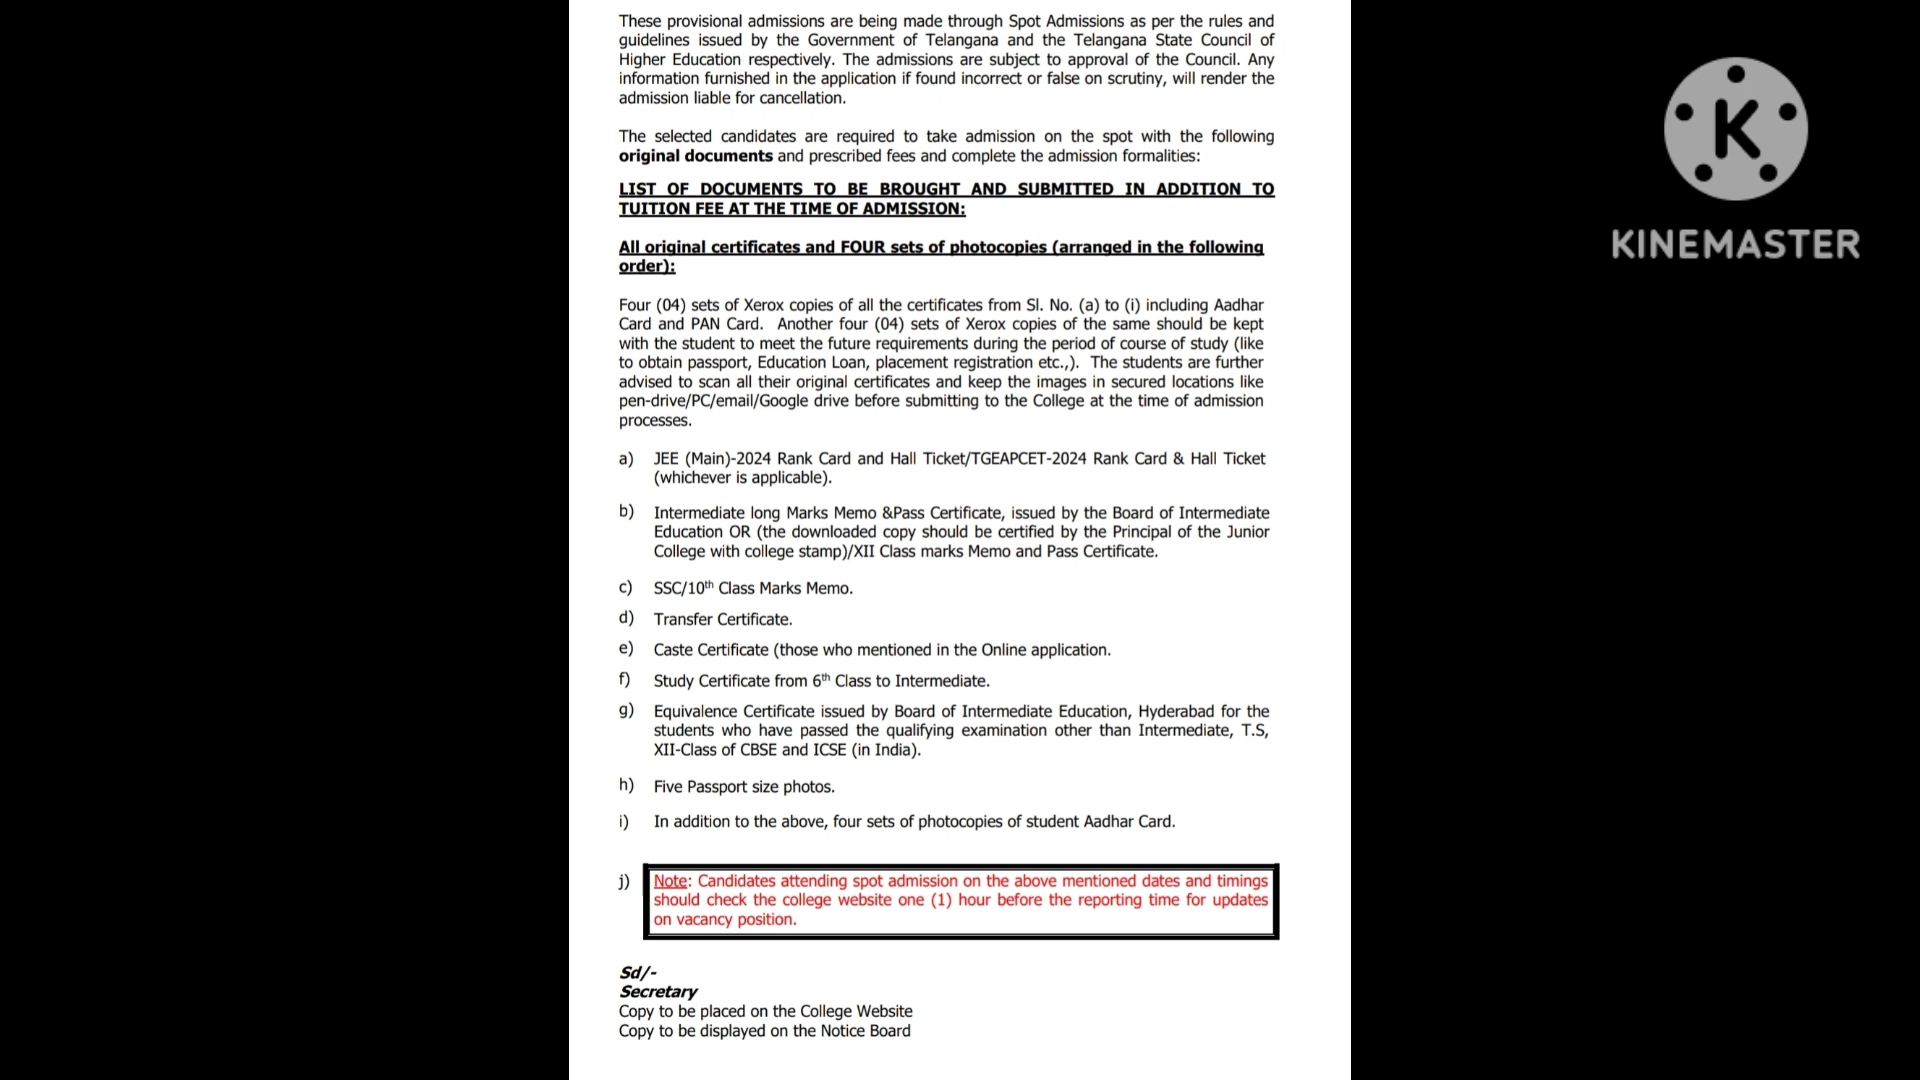 These provisional admissions are being made through Spot Admissions as per the rules and
guidelines issued by the Government of Telangana and the Telangana State Council of
Higher Education respectively. The admissions are subject to approval of the Council. Any
information furnished in the application if found incorrect or false on scrutiny, will render the
admission liable for cancellation.
The selected candidates are required to take admission on the spot with the following
original documents and prescribed fees and complete the admission formalities:
LIST OF DOCUMENTS TO BE BROUGHT AND SUBMITTED IN ADDITION TO
TUITION FEE AT THE TIME OF ADMISSION:
All original certificates and FOUR sets of photocopies (arranged in the following
order):
Four (04) sets of Xerox copies of all the certificates from Sl. No. (a) to (i) including Aadhar
Card and PAN Card. Another four (04) sets of Xerox copies of the same should be kept
with the student to meet the future requirements during the period of course of study (like
to obtain passport, Education Loan, placement registration etc.,). The students are further
advised to scan all their original certificates and keep the images in secured locations like
pen-drive/PC/email/Google drive before submitting to the College at the time of admission
processes.
a) JEE (Main)-2024 Rank Card and Hall Ticket/TGEAPCET-2024 Rank Card & Hall Ticket
(whichever is applicable).
b) Intermediate long Marks Memo &Pass Certificate, issued by the Board of Intermediate
Education OR (the downloaded copy should be certified by the Principal of the Junior
College with college stamp)/XII Class marks Memo and Pass Certificate.
c) SSC/10th Class Marks Memo.
d) Transfer Certificate.
e) Caste Certificate (those who mentioned in the Online application.
f) Study Certificate from 6th Class to Intermediate.
g) Equivalence Certificate issued by Board of Intermediate Education, Hyderabad for the
students who have passed the qualifying examination other than Intermediate, T.S,
XII-Class of CBSE and ICSE (in India).
h) Five Passport size photos.
i) In addition to the above, four sets of photocopies of student Aadhar Card.
j) Note: Candidates attending spot admission on the above mentioned dates and timings
should check the college website one (1) hour before the reporting time for updates
on vacancy position.
Sd/-
Secretary
Copy to be placed on the College Website
Copy to be displayed on the Notice Board
K
KINEMASTER